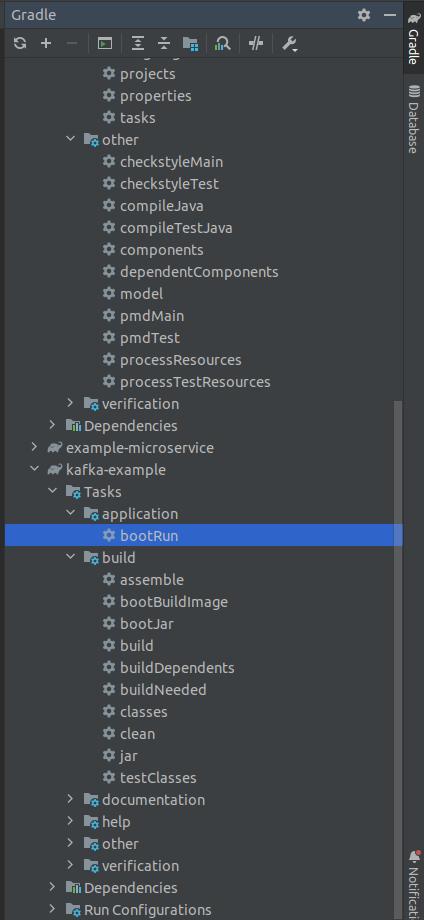 Gradle
projects
properties
tasks
other
checkstyleMain
checkstyleTest
compileJava
compileTestJava
components
dependentComponents
model
pmdMain
pmdTest
processResources
processTestResources
verification
Dependencies
example-microservice
kafka-example
Tasks
application
bootRun
build
assemble
bootBuildImage
bootJar
build
buildDependents
buildNeeded
classes
clean
jar
testClasses
documentation
help
other
verification
Dependencies
Run Configurations
Gradle
Database